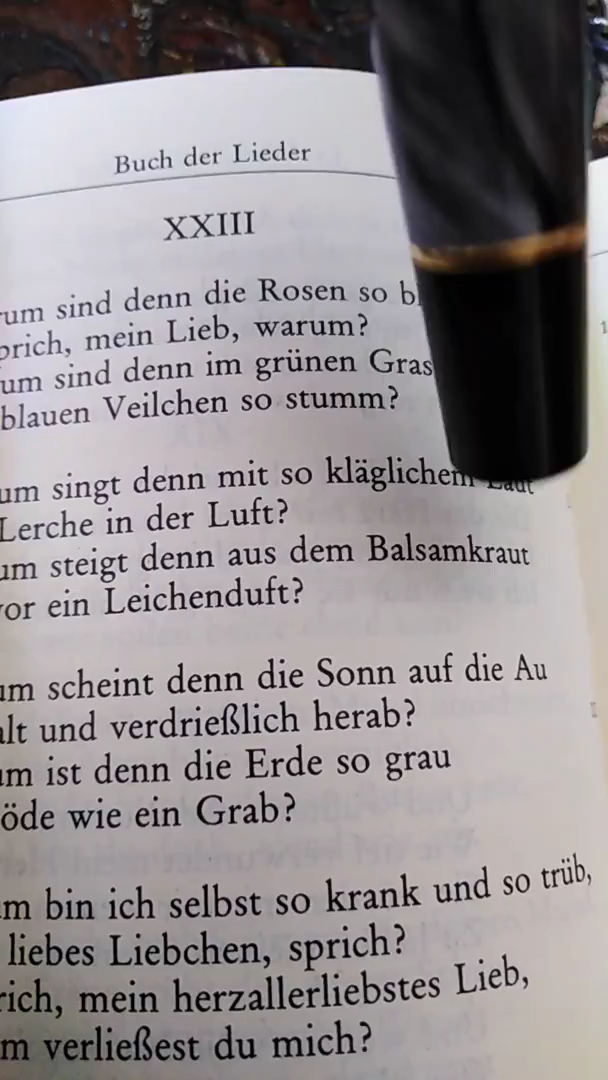 Buch der Lieder
XXIII
um sind denn die Rosen so bl
prich, mein Lieb, warum?
um sind denn im grünen Gras
blauen Veilchen so stumm?
um singt denn mit so kläglichem Laut
Lerche in der Luft?
um steigt denn aus dem Balsamkraut
vor ein Leichenduft?
um scheint denn die Sonn auf die Au
alt und verdrießlich herab?
um ist denn die Erde so grau
öde wie ein Grab?
m bin ich selbst so krank und so trüb,
liebes Liebchen, sprich?
rich, mein herzallerliebstes Lieb,
m verließest du mich?